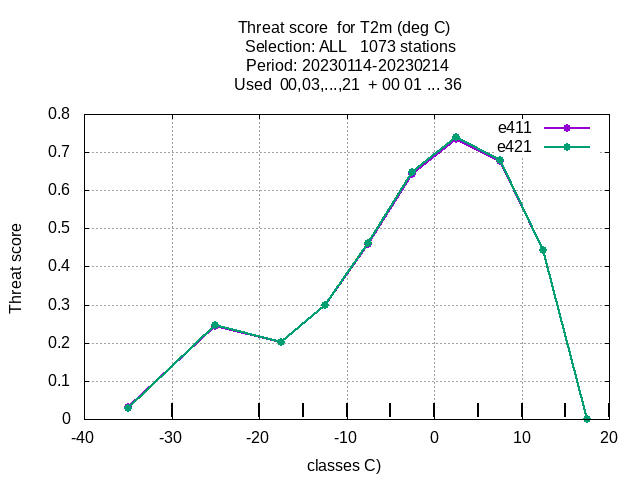 Threat score  for T2m (deg C)
Selection: ALL   1073 stations
Period: 20230114-20230214
Used  00,03,...,21  + 00 01 ... 36
e411
e421
0.8
0.7
0.6
0.5
0.4
0.3
0.2
0.1
0
Threat score
-40 -30 -20 -10 0 10 20
classes C)